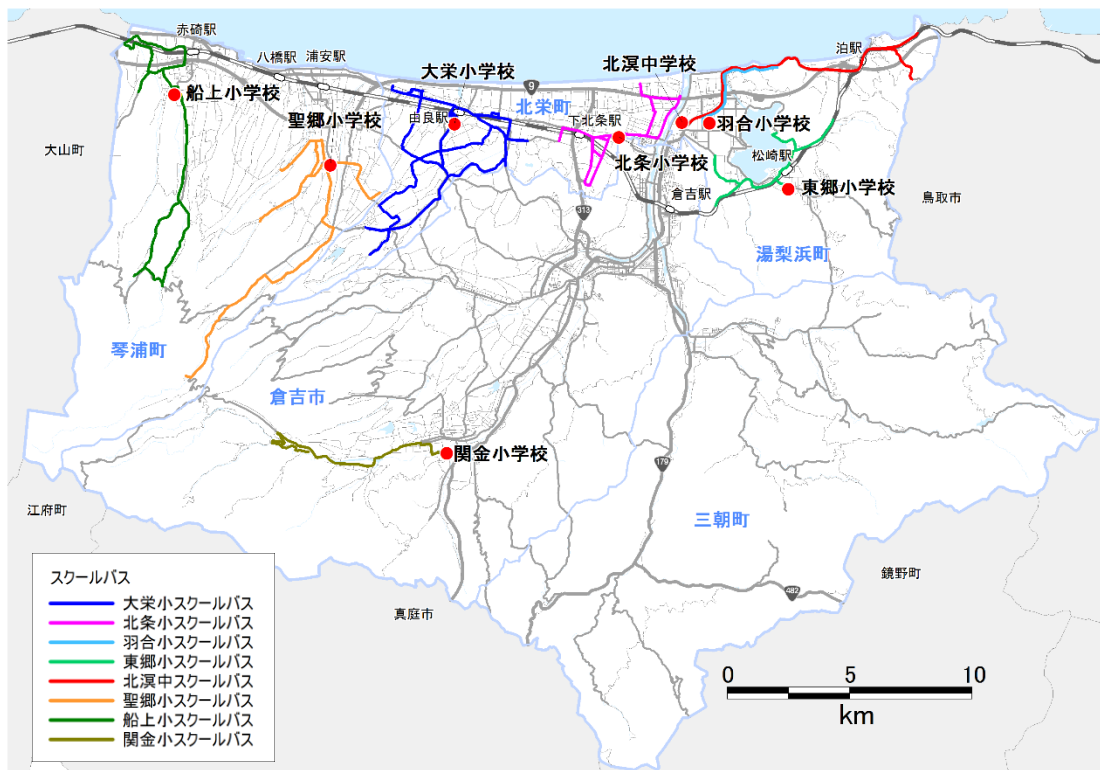 赤碕駅
八橋駅
浦安駅
大栄小学校
北溟中学校
泊駅
船上小学校
9
北栄町
聖郷小学校
由良駅
下北条駅
羽合小学校
大山町
北条小学校
松崎駅
東郷小学校
倉吉駅
鳥取市
313
湯梨浜町
琴浦町
倉吉市
関金小学校
179
江府町
三朝町
鏡野町
482
真庭市
スクールバス
大栄小スクールバス
北条小スクールバス
羽合小スクールバス
東郷小スクールバス
北溟中スクールバス
聖郷小スクールバス
船上小スクールバス
関金小スクールバス
0 5 10
km